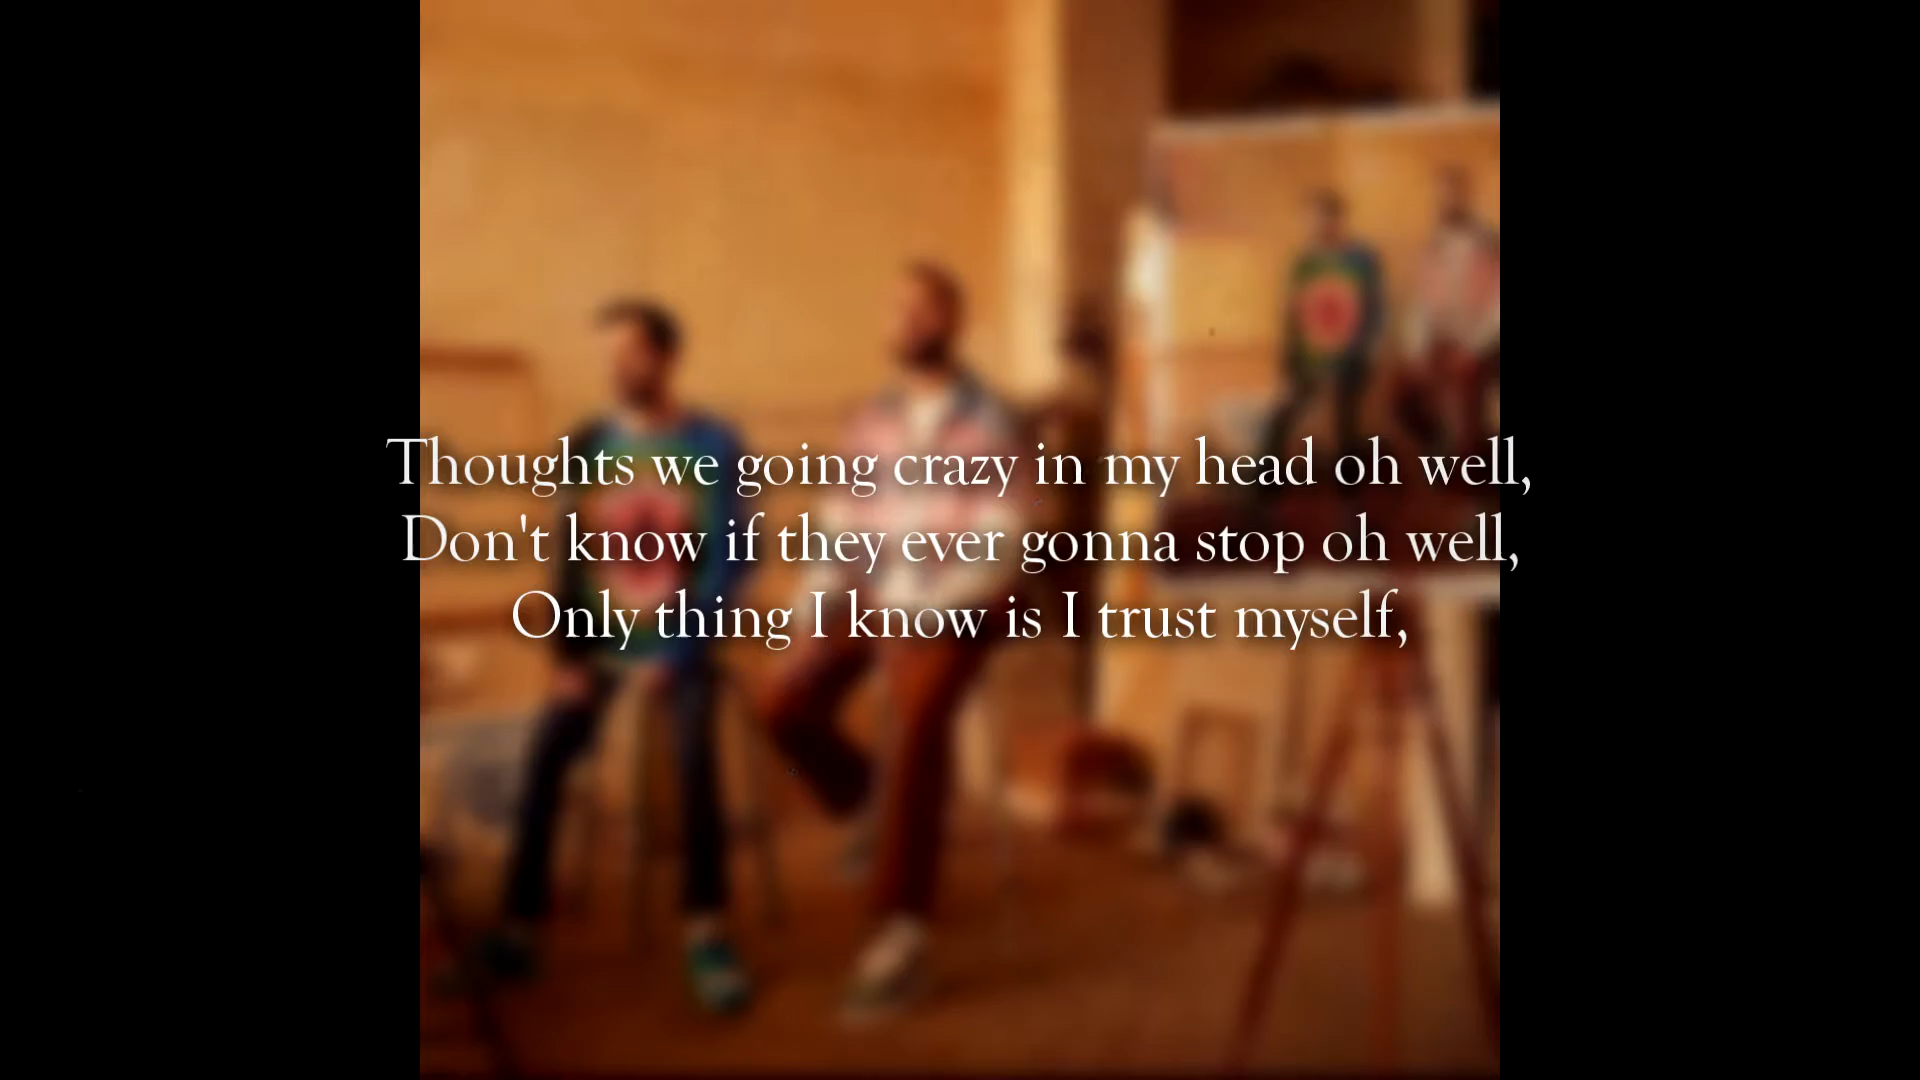 Thoughts we going crazy in my head oh well,
Don't know if they ever gonna stop oh well,
Only thing I know is I trust myself,